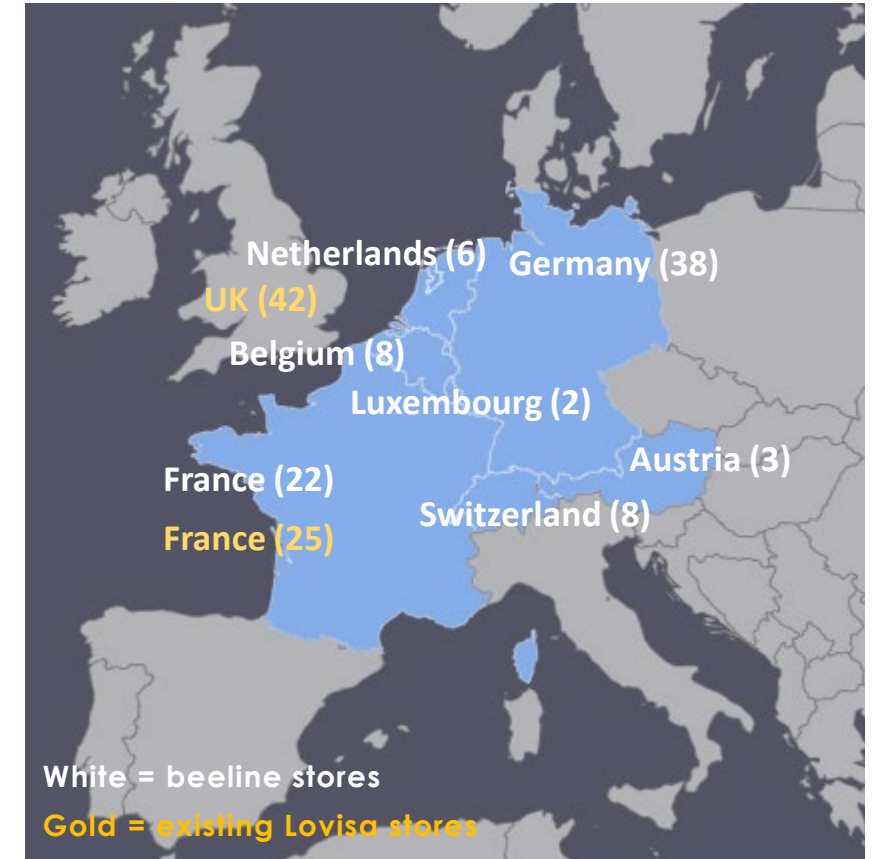 Netherlands (6)
Germany (38)
UK (42)
Belgium (8)
Luxembourg (2)
Austria (3)
France (22)
Switzerland (8)
France (25)
White = beeline stores
Gold = existing Lovisa stores